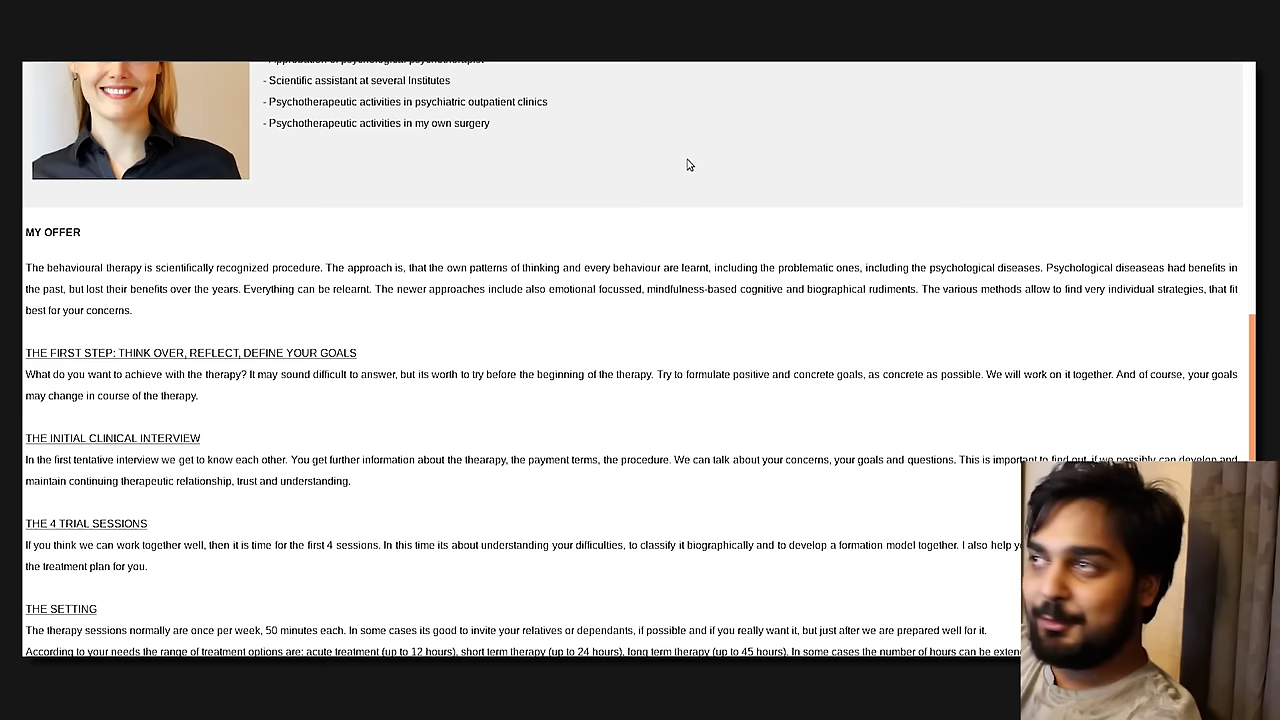 - Approbation of psychological psychotherapist
- Scientific assistant at several Institutes
- Psychotherapeutic activities in psychiatric outpatient clinics
- Psychotherapeutic activities in my own surgery
MY OFFER
The behavioural therapy is scientifically recognized procedure. The approach is, that the own patterns of thinking and every behaviour are learnt, including the problematic ones, including the psychological diseases. Psychological diseaseas had benefits in
the past, but lost their benefits over the years. Everything can be relearnt. The newer approaches include also emotional focussed, mindfulness-based cognitive and biographical rudiments. The various methods allow to find very individual strategies, that fit
best for your concerns.
THE FIRST STEP: THINK OVER, REFLECT, DEFINE YOUR GOALS
What do you want to achieve with the therapy? It may sound difficult to answer, but its worth to try before the beginning of the therapy. Try to formulate positive and concrete goals, as concrete as possible. We will work on it together. And of course, your goals
may change in course of the therapy.
THE INITIAL CLINICAL INTERVIEW
In the first tentative interview we get to know each other. You get further information about the thearapy, the payment terms, the procedure. We can talk about your concerns, your goals and questions. This is important to find out, if we possibly can develop and
maintain continuing therapeutic relationship, trust and understanding.
THE 4 TRIAL SESSIONS
If you think we can work together well, then it is time for the first 4 sessions. In this time its about understanding your difficulties, to classify it biographically and to develop a formation model together. I also help
the treatment plan for you.
THE SETTING
The therapy sessions normally are once per week, 50 minutes each. In some cases its good to invite your relatives or dependants, if possible and if you really want it, but just after we are prepared well for it.
According to your needs the range of treatment options are: acute treatment (up to 12 hours), short term therapy (up to 24 hours), long term therapy (up to 45 hours). In some cases the number of hours can be